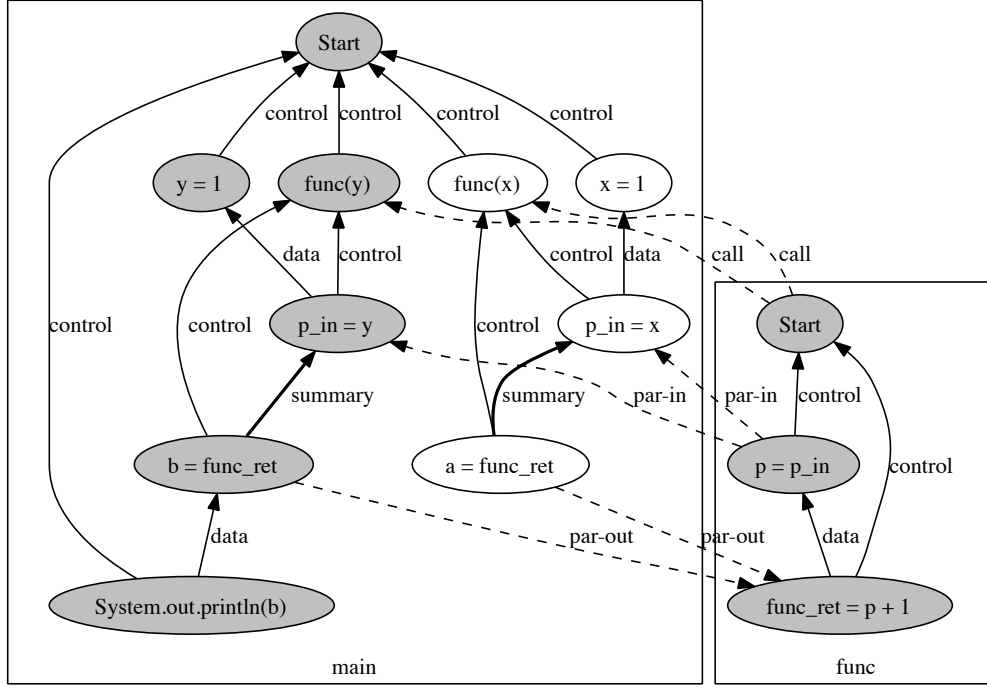 Start
control
control
control
control
y = 1
func(y)
func(x)
x = 1
data
control
control
data
call
call
control
control
p_in = y
control
p_in = x
Start
summary
summary
par-in
par-in
control
b = func_ret
a = func_ret
p = p_in
control
data
par-out
par-out
data
System.out.println(b)
func_ret = p + 1
main
func